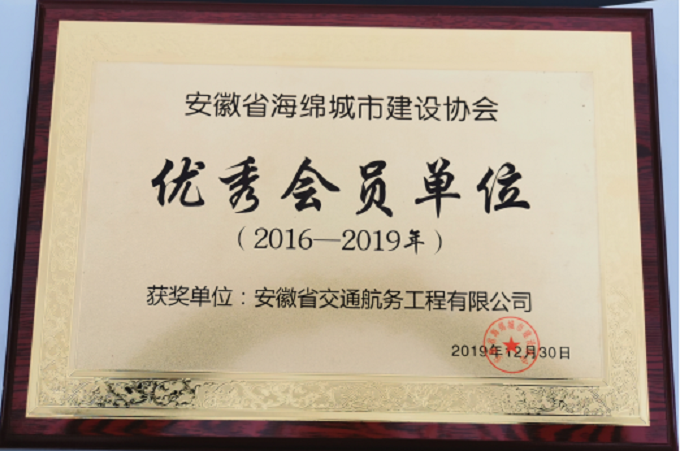 安徽省海绵城市建设协会
优秀会员单位
（2016—2019年）
获奖单位：安徽省交通航务工程有限公司
2019年12月30日